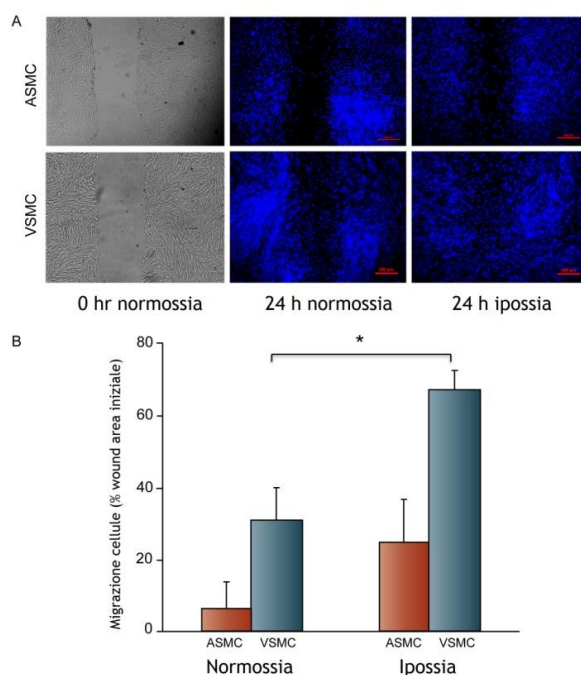 A
ASMC
VSMC
0 hr normossia
24 h normossia
24 h ipossia
B
*
Migrazione cellule (% wound area iniziale)
80
60
40
20
0
ASMC
VSMC
ASMC
VSMC
Normossia
Ipossia